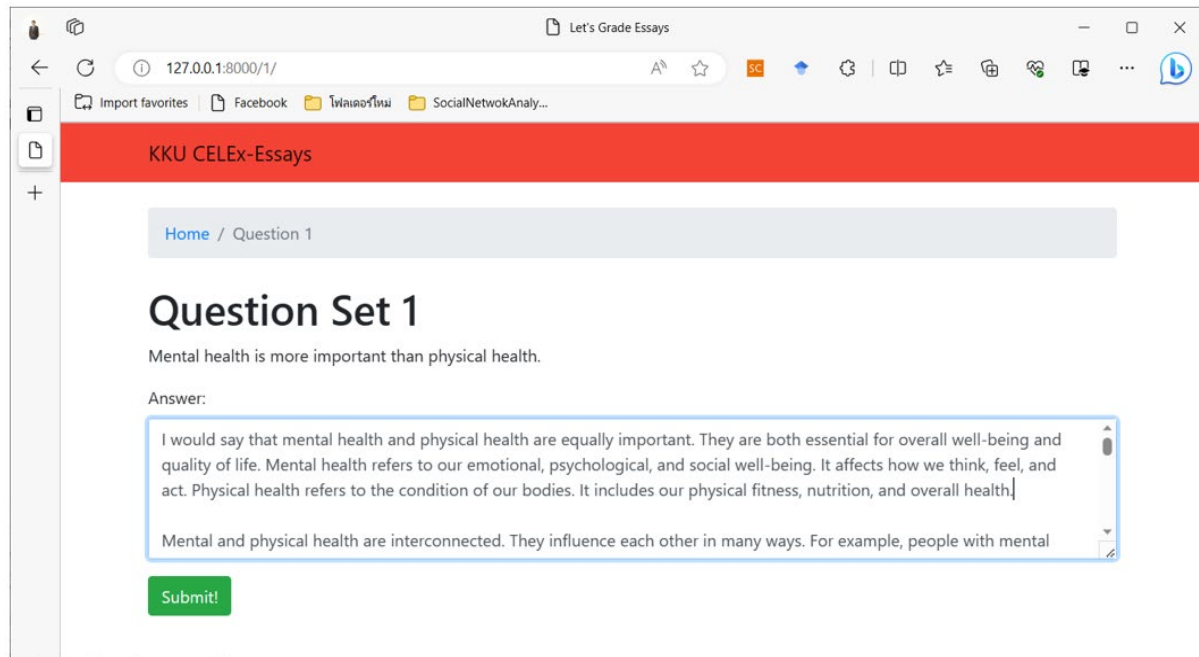 Let's Grade Essays
127.0.0.1:8000/1/
SC
Import favorites
Facebook
โฟลเดอร์ใหม่
SocialNetwokAnaly...
KKU CELEx-Essays
Home / Question 1
Question Set 1
Mental health is more important than physical health.
Answer:
I would say that mental health and physical health are equally important. They are both essential for overall well-being and
quality of life. Mental health refers to our emotional, psychological, and social well-being. It affects how we think, feel, and
act. Physical health refers to the condition of our bodies. It includes our physical fitness, nutrition, and overall health.
Mental and physical health are interconnected. They influence each other in many ways. For example, people with mental
Submit!